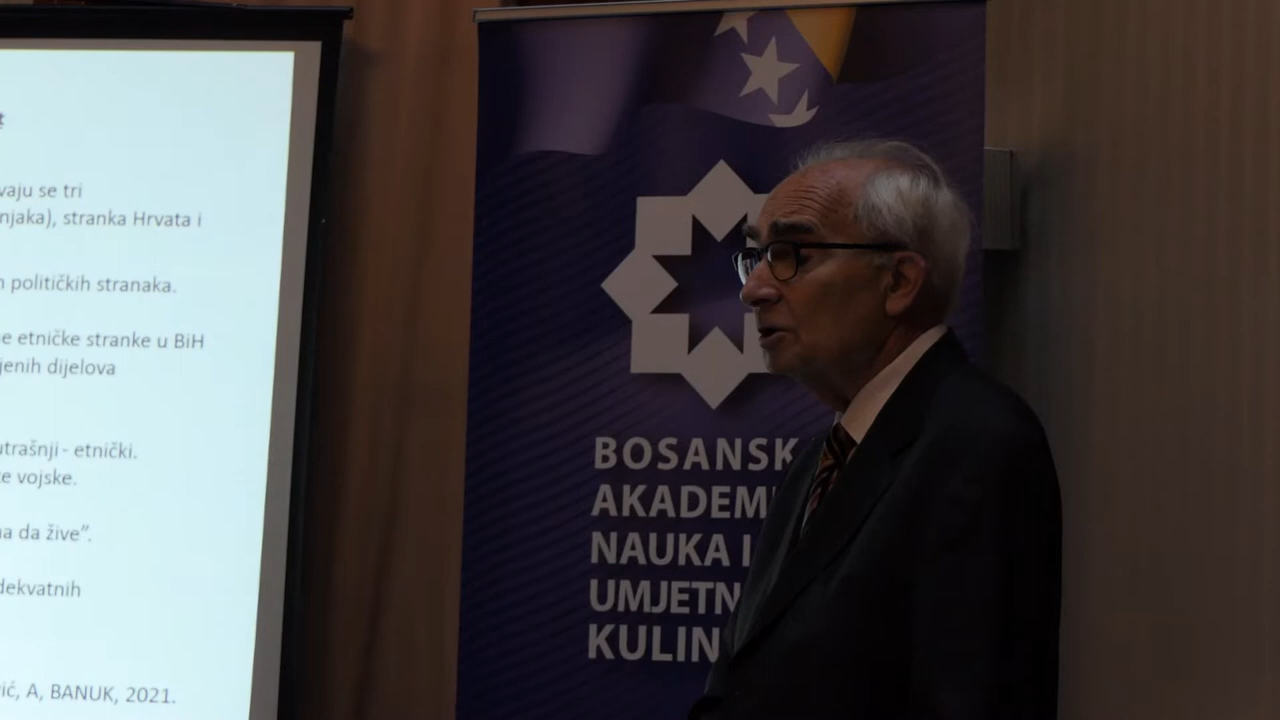 vaju se tri
njaka), stranka Hrvata i
političkih stranaka.
e etničke stranke u BiH
jenih dijelova
utrašnji - etnički.
e vojske.
na da žive”.
dekvatnih
ić, A, BANUK, 2021.
BOSANSK
AKADEM
NAUKA I
UMJETN
KULIN